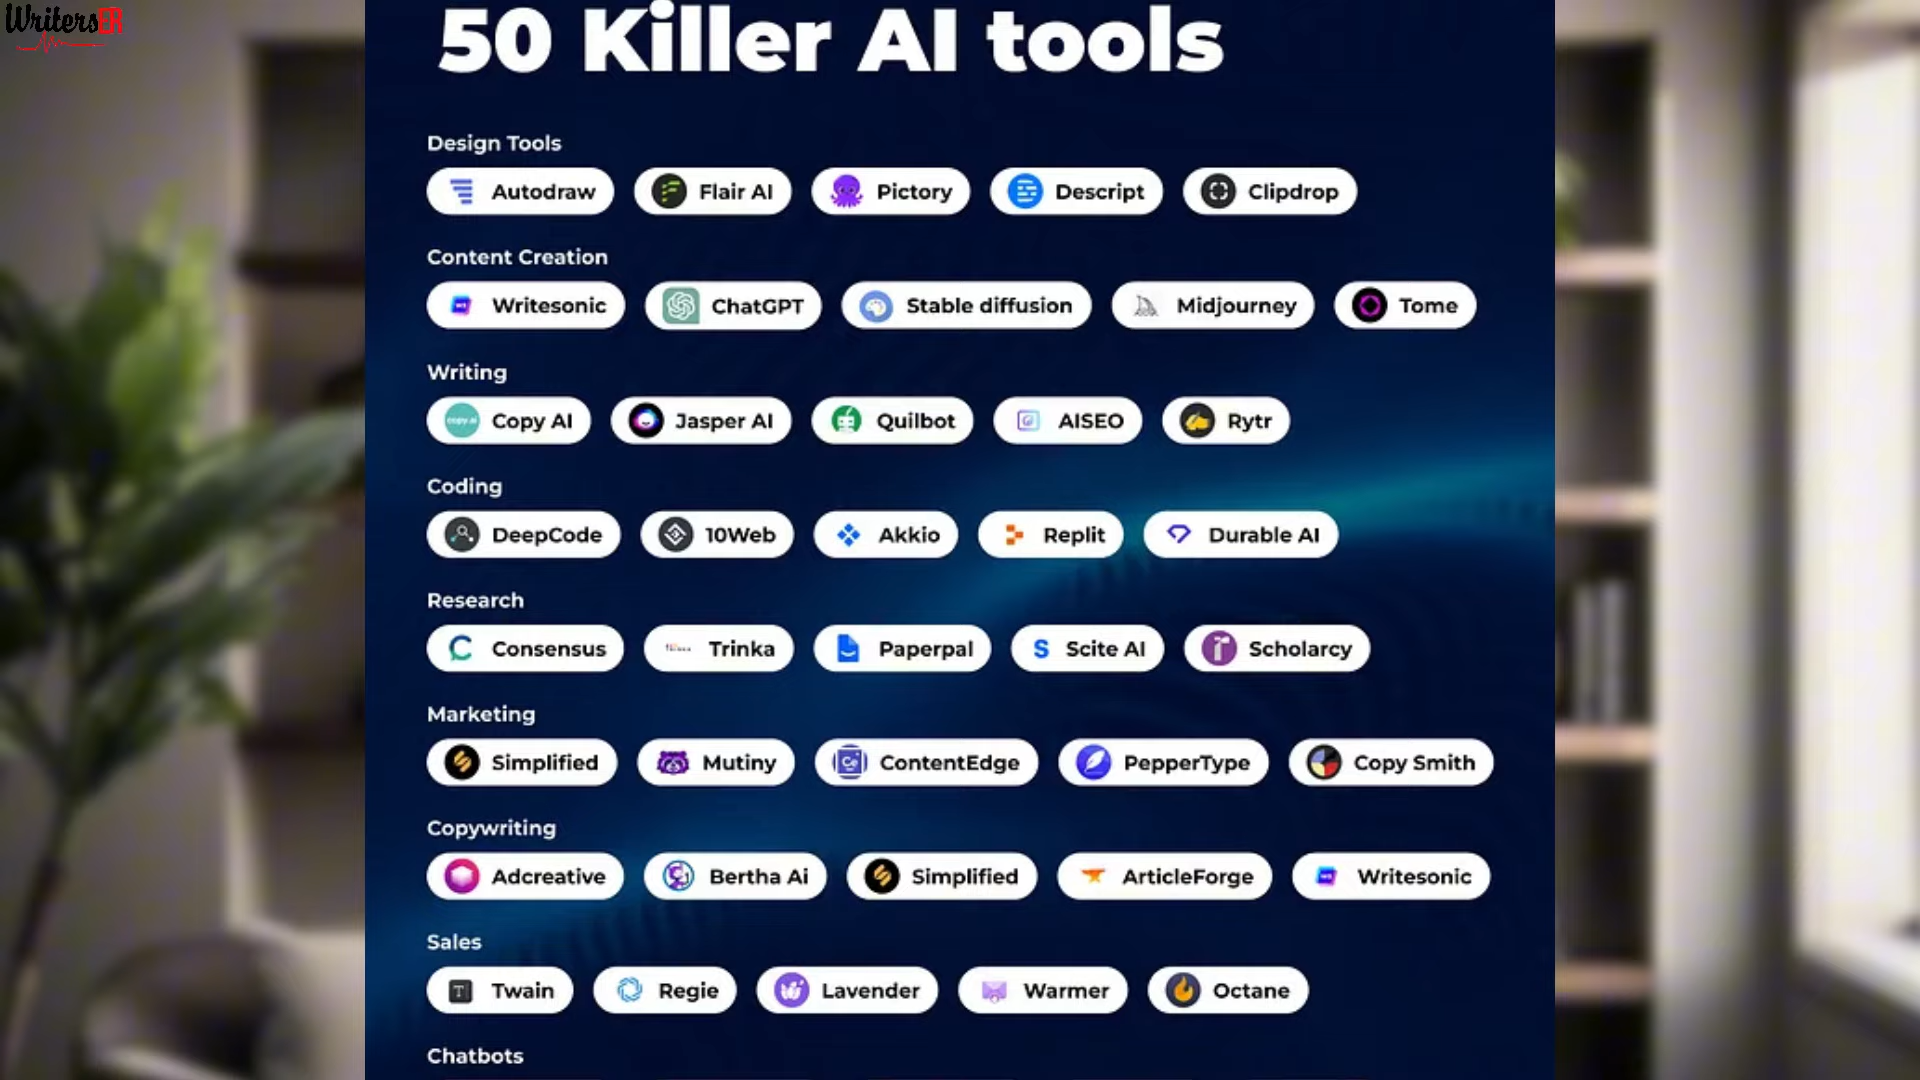 WritersER
50 Killer AI tools
Design Tools
Autodraw Flair AI Pictory Descript Clipdrop
Content Creation
Writesonic ChatGPT Stable diffusion Midjourney Tome
Writing
copy.ai Copy AI Jasper AI Quilbot AISEO Rytr
Coding
DeepCode 10Web Akkio Replit Durable AI
Research
Consensus Trinka Paperpal S Scite AI Scholarcy
Marketing
Simplified Mutiny Ce ContentEdge PepperType Copy Smith
Copywriting
Adcreative Bertha Ai Simplified ArticleForge Writesonic
Sales
T Twain Regie Lavender Warmer Octane
Chatbots